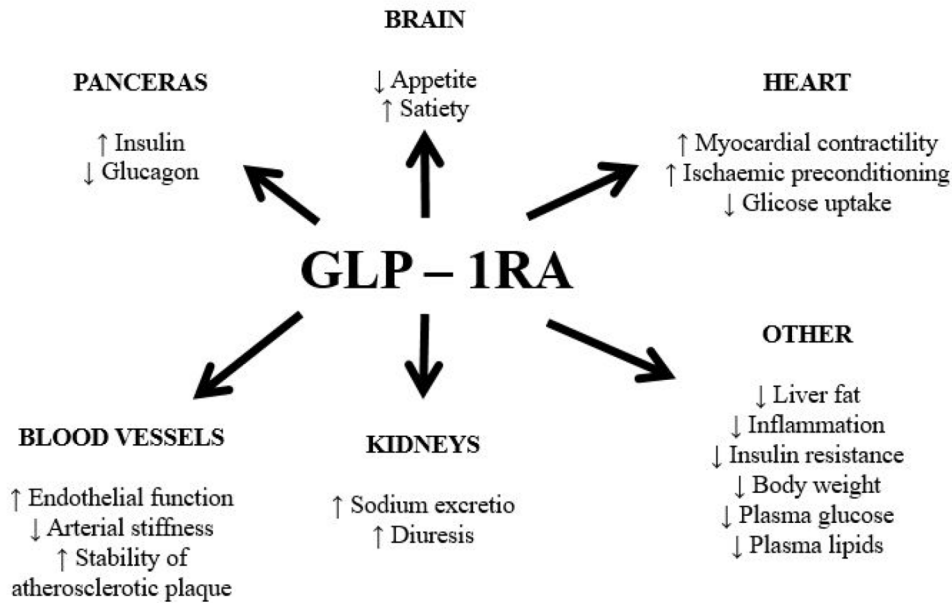 BRAIN
↓ Appetite
↑ Satiety
PANCERAS
↑ Insulin
↓ Glucagon
HEART
↑ Myocardial contractility
↑ Ischaemic preconditioning
↓ Glicose uptake
GLP – 1RA
BLOOD VESSELS
↑ Endothelial function
↓ Arterial stiffness
↑ Stability of
atherosclerotic plaque
KIDNEYS
↑ Sodium excretio
↑ Diuresis
OTHER
↓ Liver fat
↓ Inflammation
↓ Insulin resistance
↓ Body weight
↓ Plasma glucose
↓ Plasma lipids